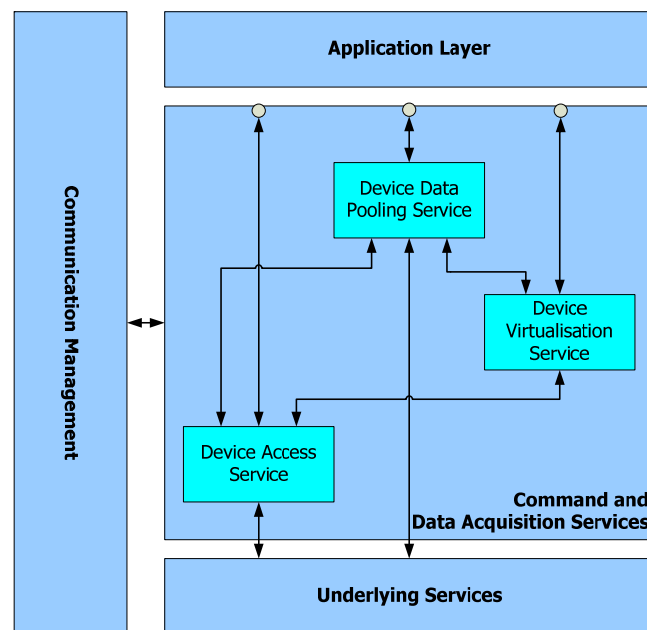 Application Layer
Communication Management
Device Data
Pooling Service
Device
Virtualisation
Service
Device Access
Service
Command and
Data Acquisition Services
Underlying Services